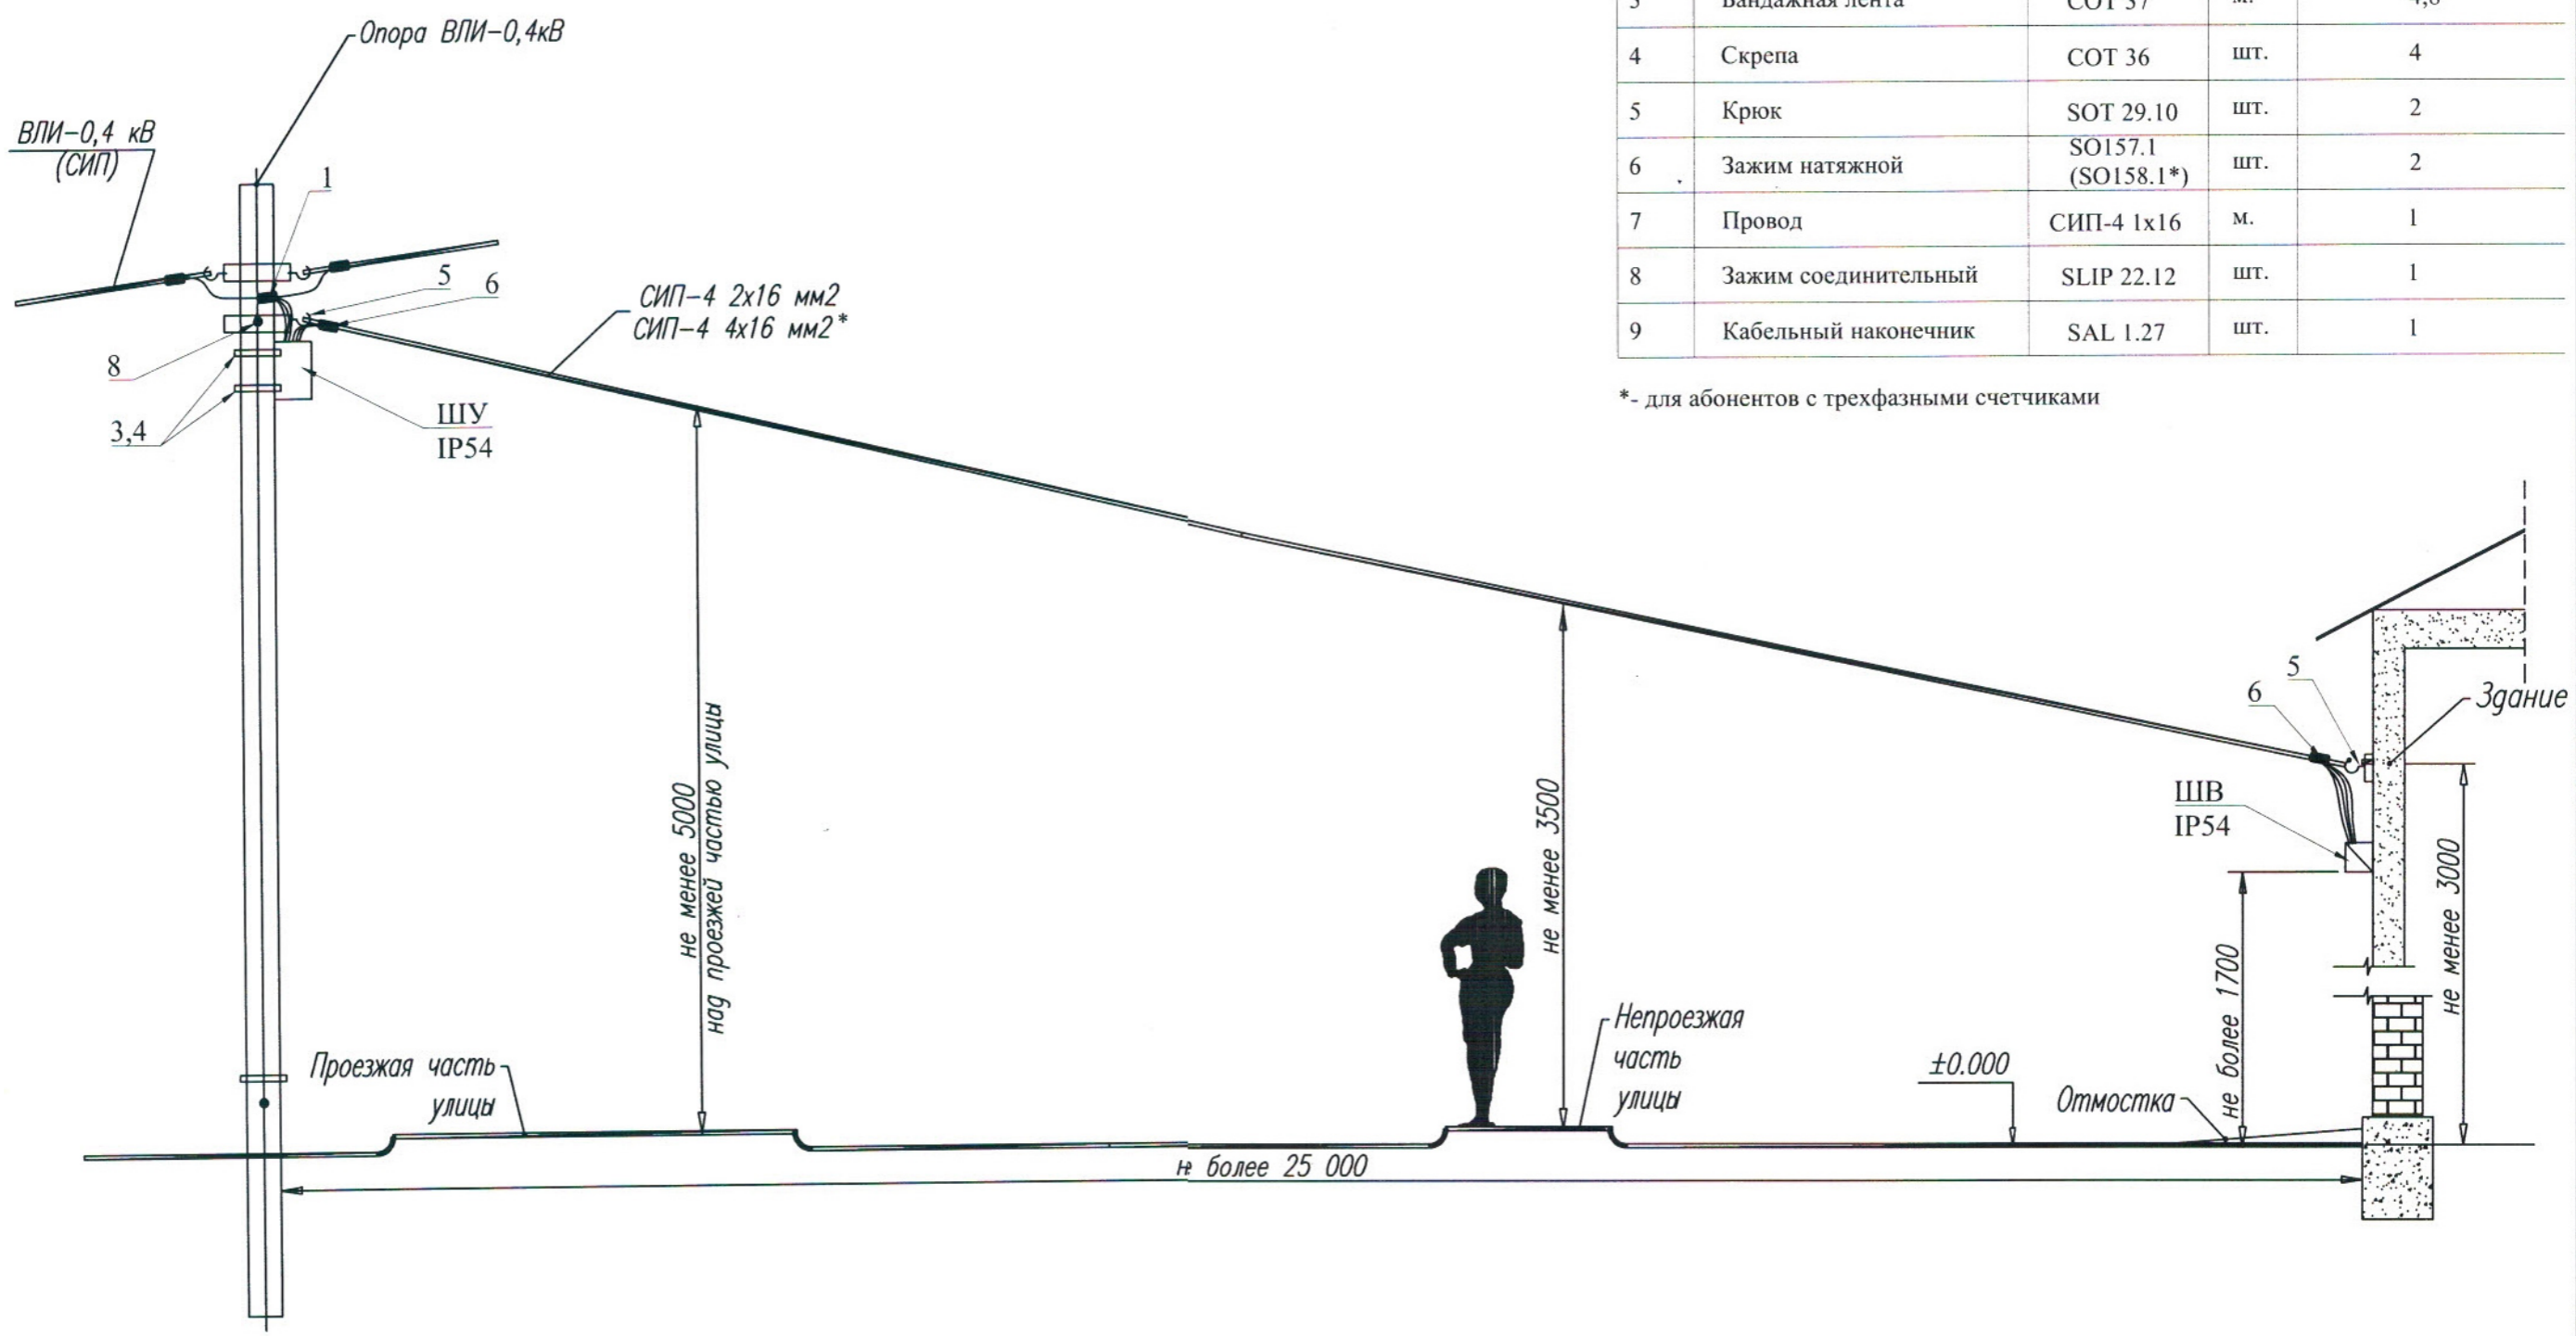 Опора ВЛИ-0,4кВ
ВЛИ-0,4 кВ
(СИП)
1
5
6
СИП-4 2х16 мм2
СИП-4 4х16 мм2*
8
3,4
ШУ
IP54
4 Скрепа СОТ 36 шт. 4
5 Крюк SOT 29.10 шт. 2
6 Зажим натяжной SO157.1 (SO158.1*) шт. 2
7 Провод СИП-4 1х16 м. 1
8 Зажим соединительный SLIP 22.12 шт. 1
9 Кабельный наконечник SAL 1.27 шт. 1
*- для абонентов с трехфазными счетчиками
не менее 5000
над проезжей частью улицы
не менее 3500
5
6
Здание
ШВ
IP54
не менее 3000
не более 1700
Проезжая часть
улицы
Непроезжая
часть
улицы
±0.000
Отмостка
более 25 000